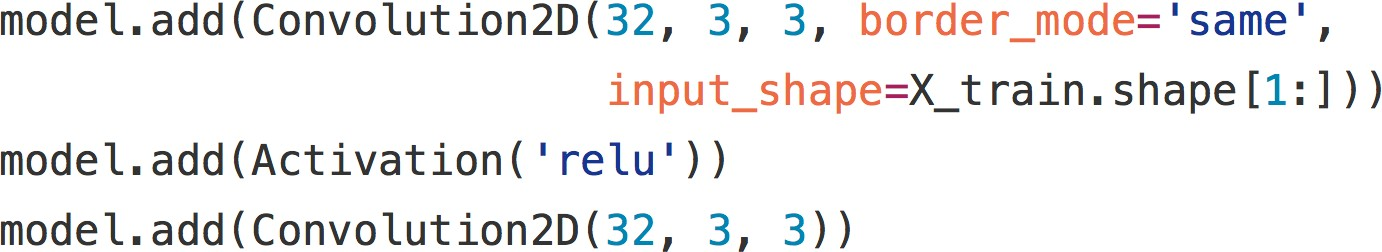 model.add(Convolution2D(32, 3, 3, border_mode='same',
                        input_shape=X_train.shape[1:]))
model.add(Activation('relu'))
model.add(Convolution2D(32, 3, 3))